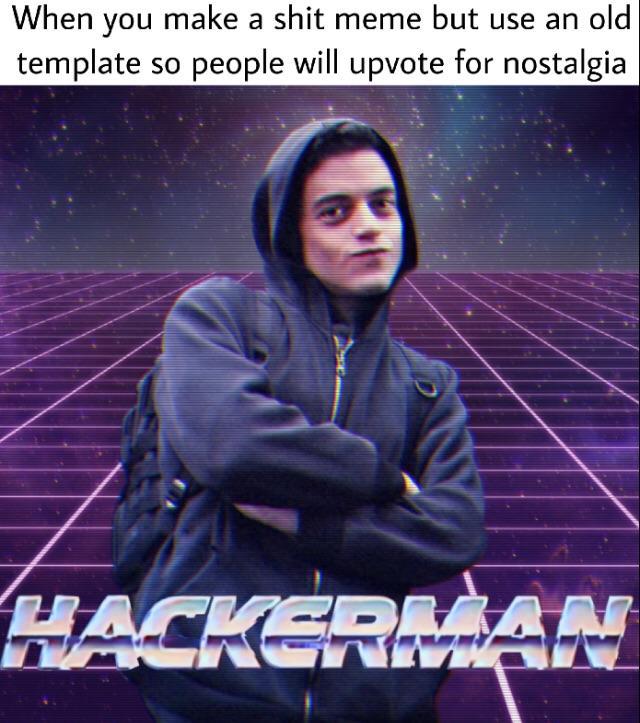 When you make a shit meme but use an old
template so people will upvote for nostalgia
HACKERMAN